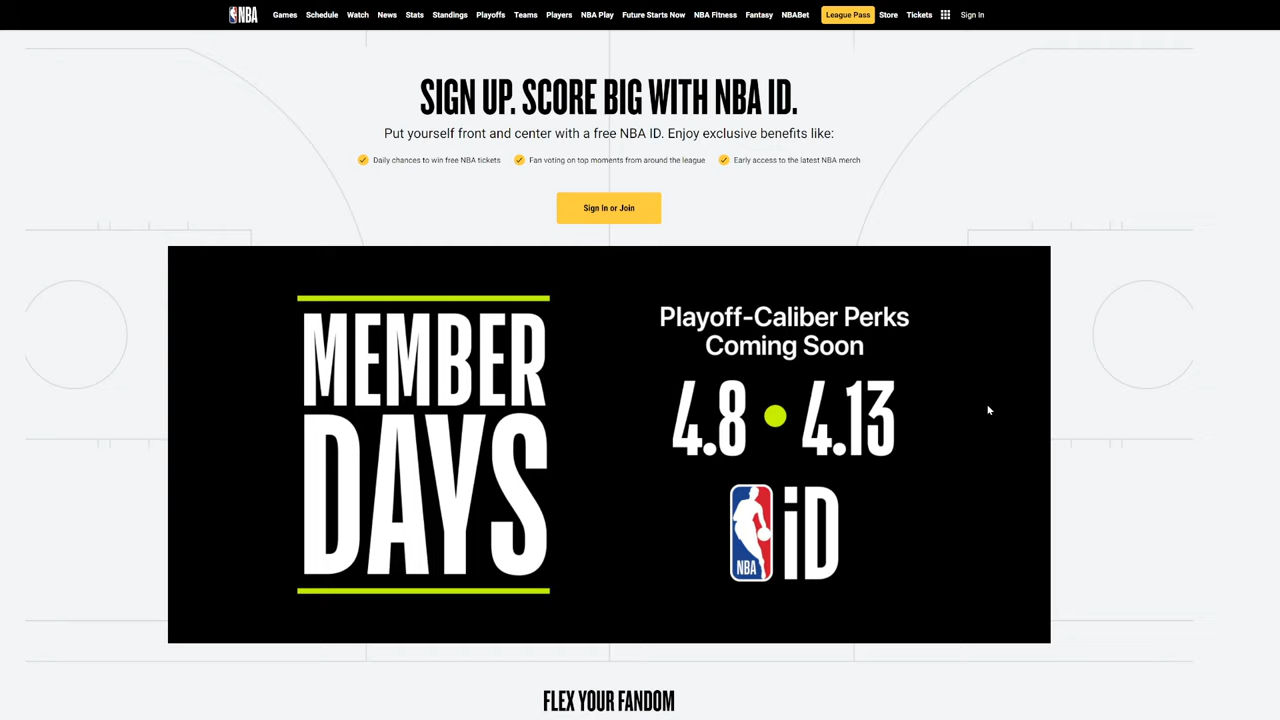 NBA
Games Schedule Watch News Stats Standings Playoffs Teams Players NBA Play Future Starts Now NBA Fitness Fantasy NBABet League Pass Store Tickets Sign In
SIGN UP. SCORE BIG WITH NBA ID.
Put yourself front and center with a free NBA ID. Enjoy exclusive benefits like:
Daily chances to win free NBA tickets Fan voting on top moments from around the league Early access to the latest NBA merch
Sign In or Join
MEMBER
DAYS
Playoff-Caliber Perks
Coming Soon
4.8 • 4.13
NBA iD
FLEX YOUR FANDOM